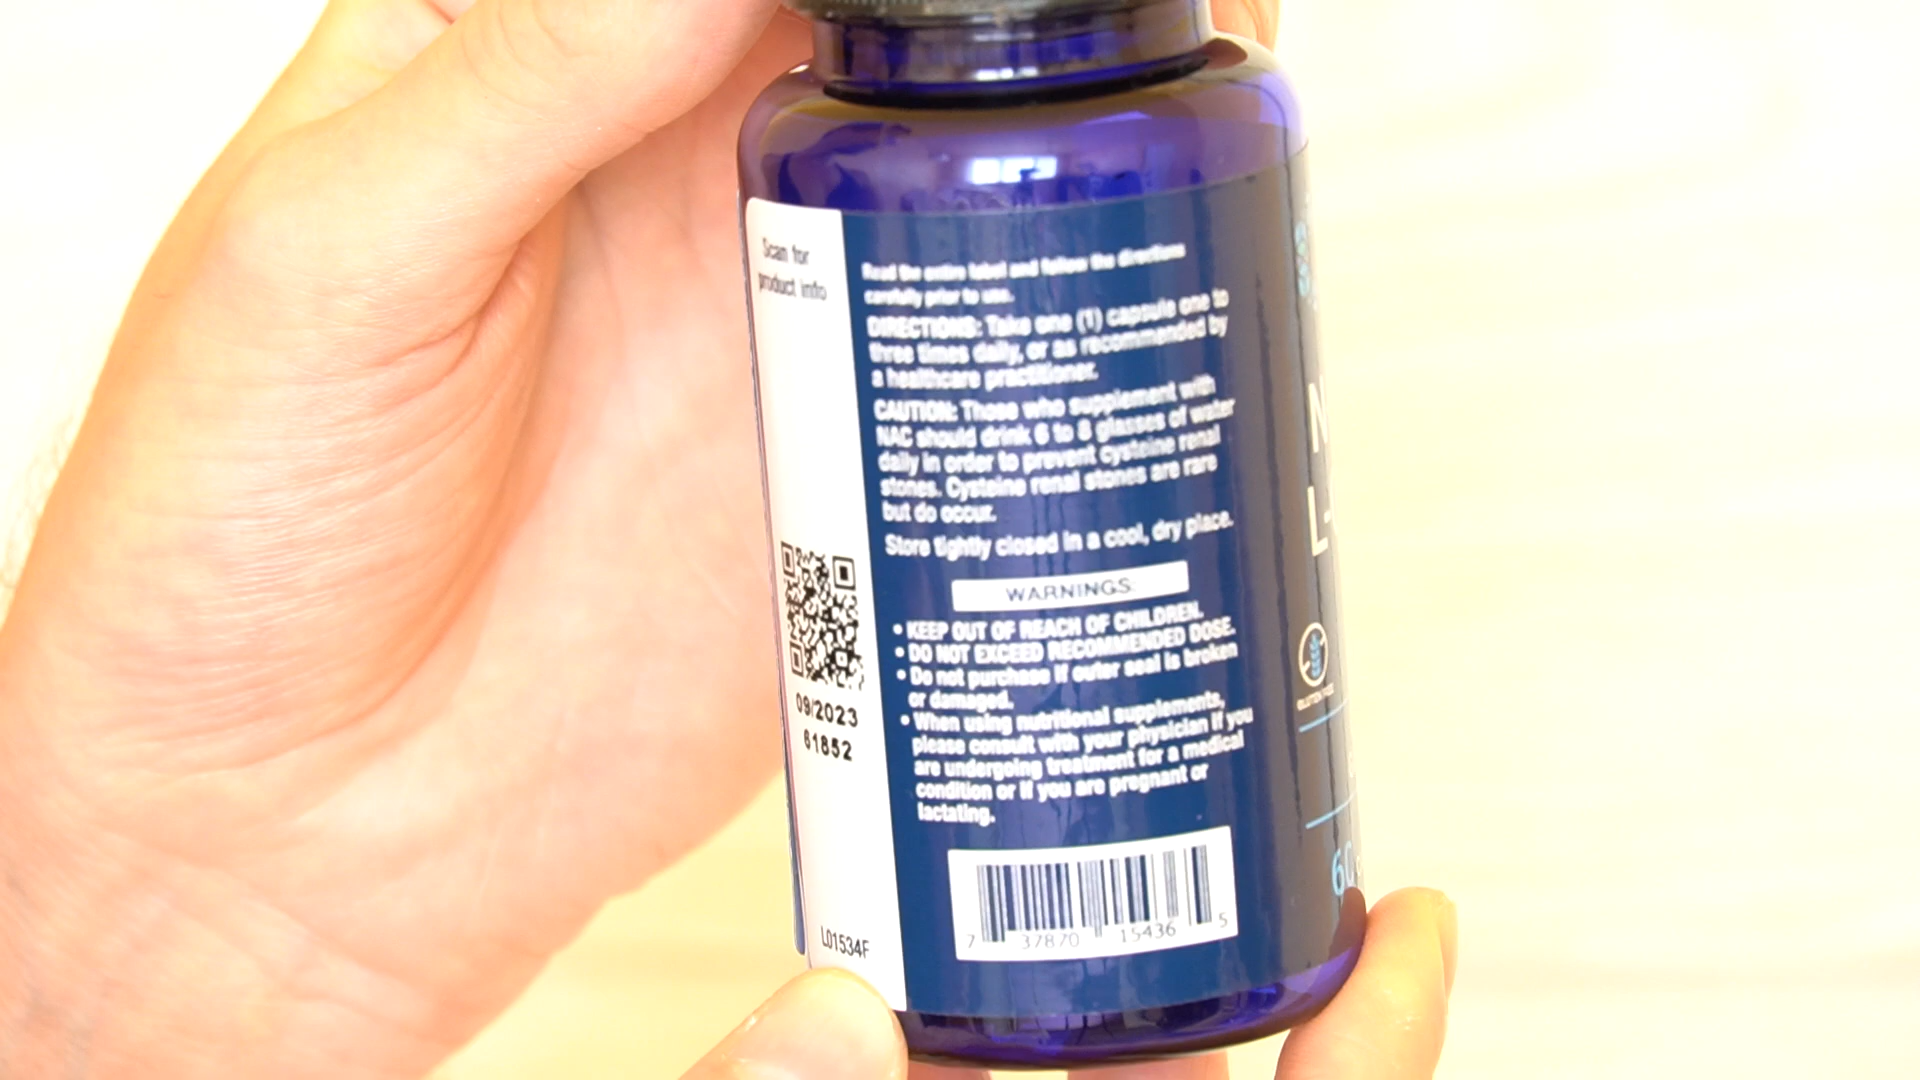 Scan for
product info
09/2023
61852
L01534F
Read the entire label and follow the directions
carefully prior to use.
DIRECTIONS: Take one (1) capsule one to
three times daily, or as recommended by
a healthcare practitioner.
CAUTION: Those who supplement with
NAC should drink 6 to 8 glasses of water
daily in order to prevent cysteine renal
stones. Cysteine renal stones are rare
but do occur.
Store tightly closed in a cool, dry place.
WARNINGS:
• KEEP OUT OF REACH OF CHILDREN.
• DO NOT EXCEED RECOMMENDED DOSE.
• Do not purchase if outer seal is broken
or damaged.
• When using nutritional supplements,
please consult with your physician if you
are undergoing treatment for a medical
condition or if you are pregnant or
lactating.
7 37870 15436 5
N
L-
GLUTEN FREE
60